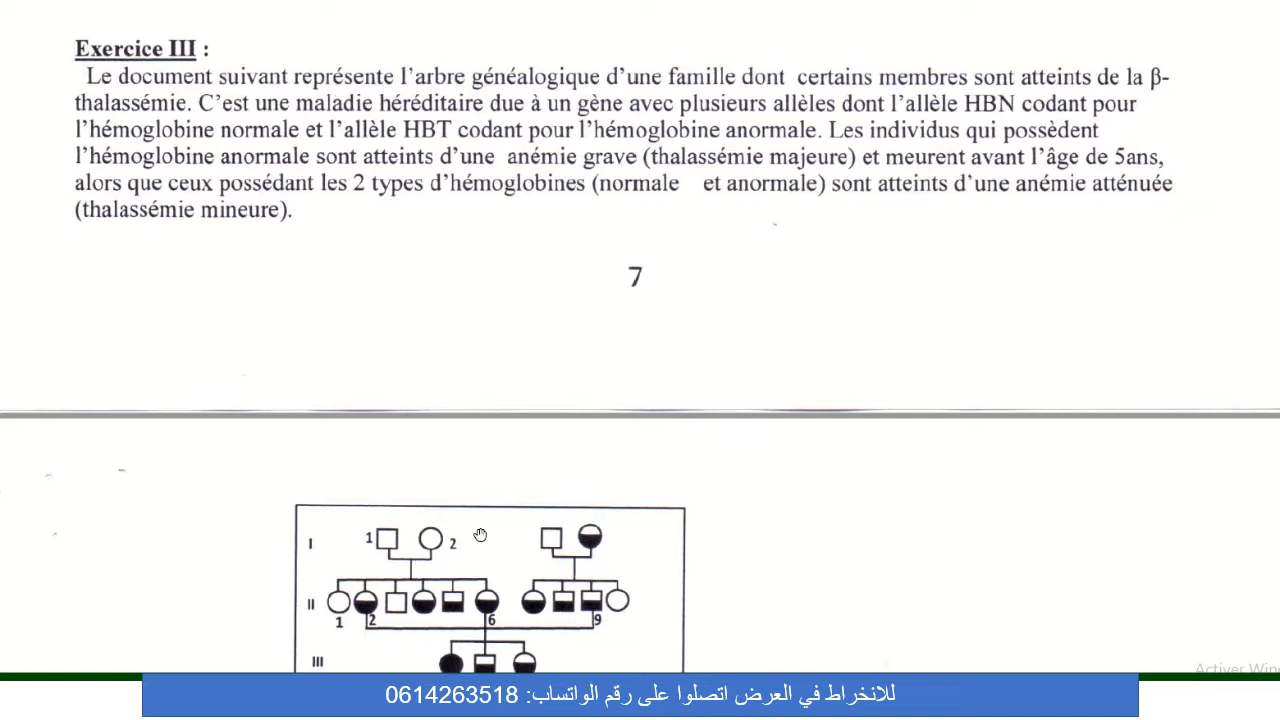 Exercice III :
Le document suivant représente l'arbre généalogique d'une famille dont certains membres sont atteints de la β-
thalassémie. C'est une maladie héréditaire due à un gène avec plusieurs allèles dont l'allèle HBN codant pour
l'hémoglobine normale et l'allèle HBT codant pour l'hémoglobine anormale. Les individus qui possèdent
l'hémoglobine anormale sont atteints d'une anémie grave (thalassémie majeure) et meurent avant l'âge de 5ans,
alors que ceux possédant les 2 types d'hémoglobines (normale et anormale) sont atteints d'une anémie atténuée
(thalassémie mineure).
7
I 1 2
II
1 2 6 9
III
Activer Win
للانخراط في العرض اتصلوا على رقم الواتساب: 0614263518